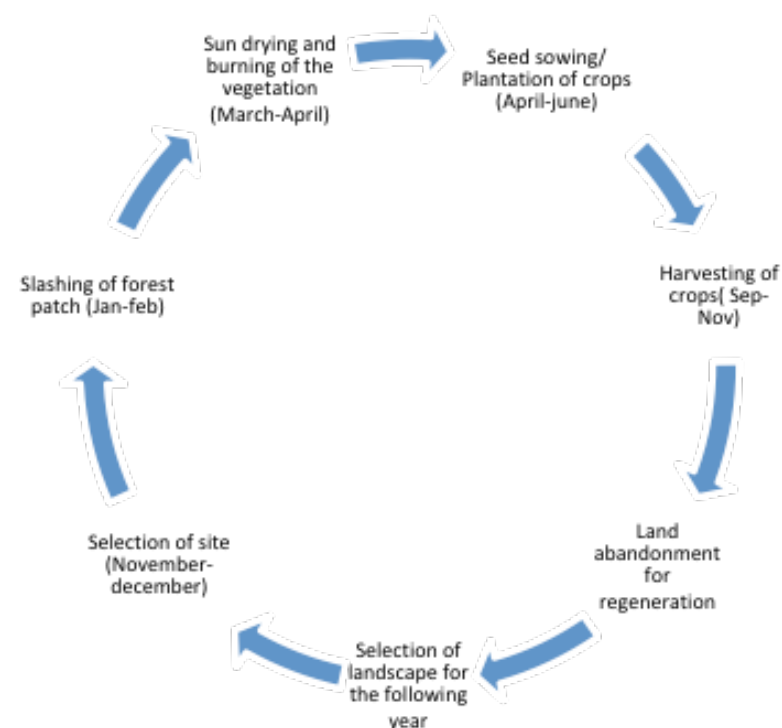 Sun drying and
burning of the
vegetation
(March-April)
Seed sowing/
Plantation of crops
(April-june)
Harvesting of
crops( Sep-
Nov)
Land
abandonment
for
regeneration
Selection of
landscape for
the following
year
Selection of site
(November-
december)
Slashing of forest
patch (Jan-feb)